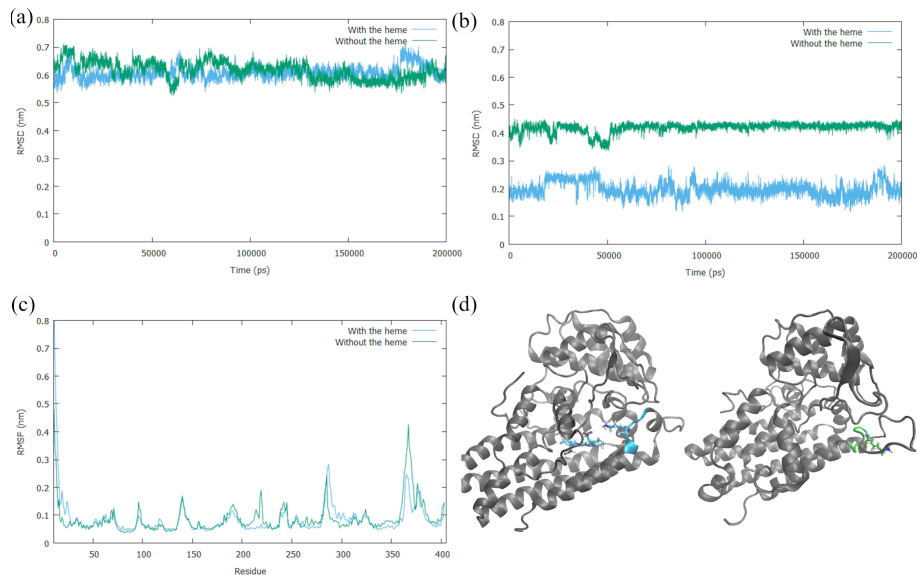 (a)
With the heme
Without the heme
0.8
0.7
0.6
0.5
0.4
0.3
0.2
0.1
0
RMSD (nm)
0 50000 100000 150000 200000
Time (ps)
(b)
With the heme
Without the heme
0.8
0.7
0.6
0.5
0.4
0.3
0.2
0.1
0
RMSD (nm)
0 50000 100000 150000 200000
Time (ps)
(c)
With the heme
Without the heme
0.8
0.7
0.6
0.5
0.4
0.3
0.2
0.1
0
RMSF (nm)
50 100 150 200 250 300 350 400
Residue
(d)